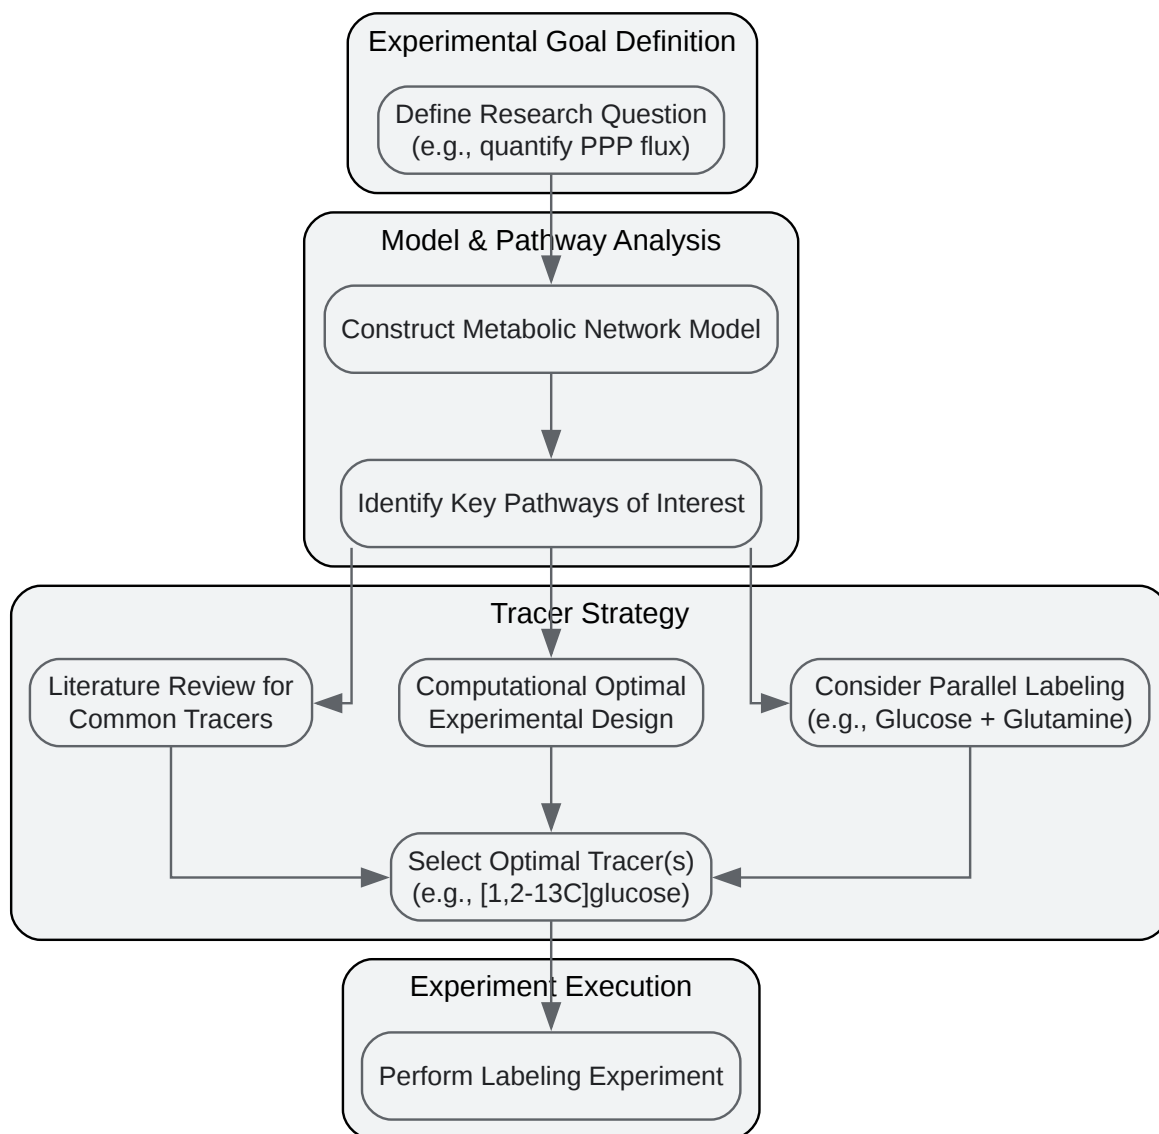 Experimental Goal Definition
Define Research Question
(e.g., quantify PPP flux)
Model & Pathway Analysis
Construct Metabolic Network Model
Identify Key Pathways of Interest
Tracer Strategy
Literature Review for
Common Tracers
Computational Optimal
Experimental Design
Consider Parallel Labeling
(e.g., Glucose + Glutamine)
Select Optimal Tracer(s)
(e.g., [1,2-13C]glucose)
Experiment Execution
Perform Labeling Experiment